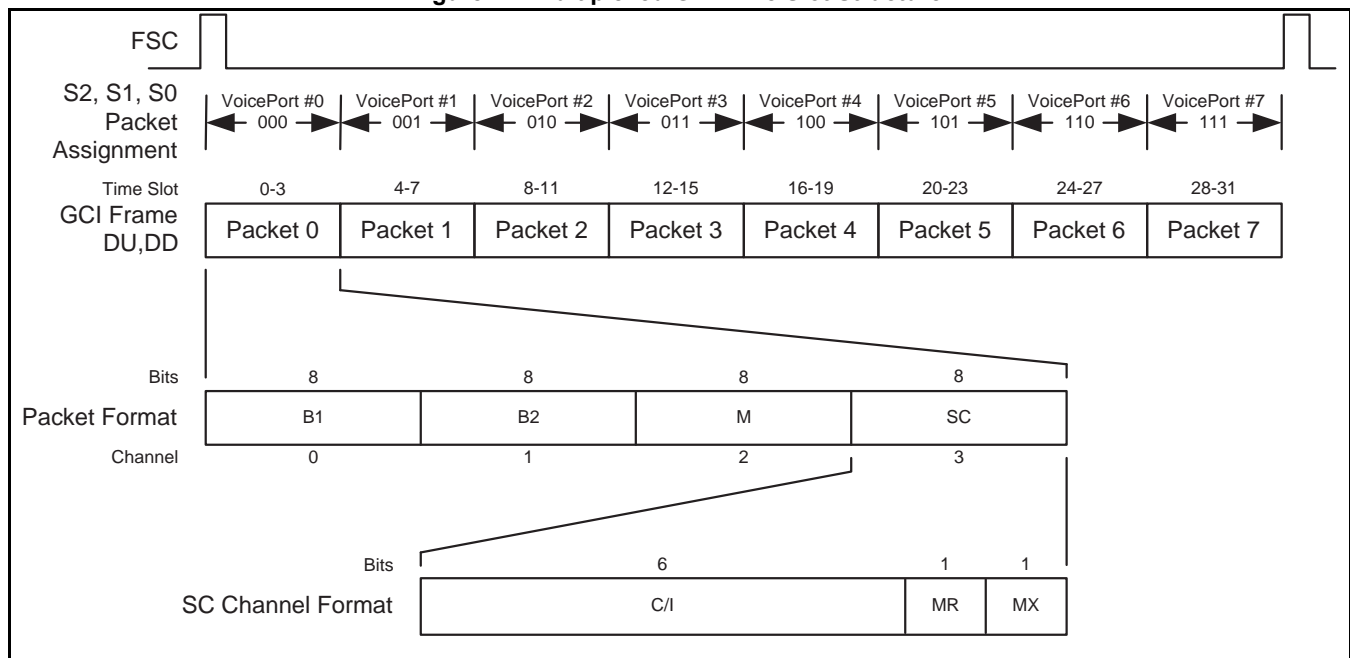 FSC
S2, S1, S0
Packet
Assignment
VoicePort #0 VoicePort #1 VoicePort #2 VoicePort #3 VoicePort #4 VoicePort #5 VoicePort #6 VoicePort #7
000 001 010 011 100 101 110 111
Time Slot 0-3 4-7 8-11 12-15 16-19 20-23 24-27 28-31
GCI Frame
DU,DD
Packet 0 Packet 1 Packet 2 Packet 3 Packet 4 Packet 5 Packet 6 Packet 7
Bits 8 8 8 8
Packet Format B1 B2 M SC
Channel 0 1 2 3
Bits 6 1 1
SC Channel Format C/I MR MX